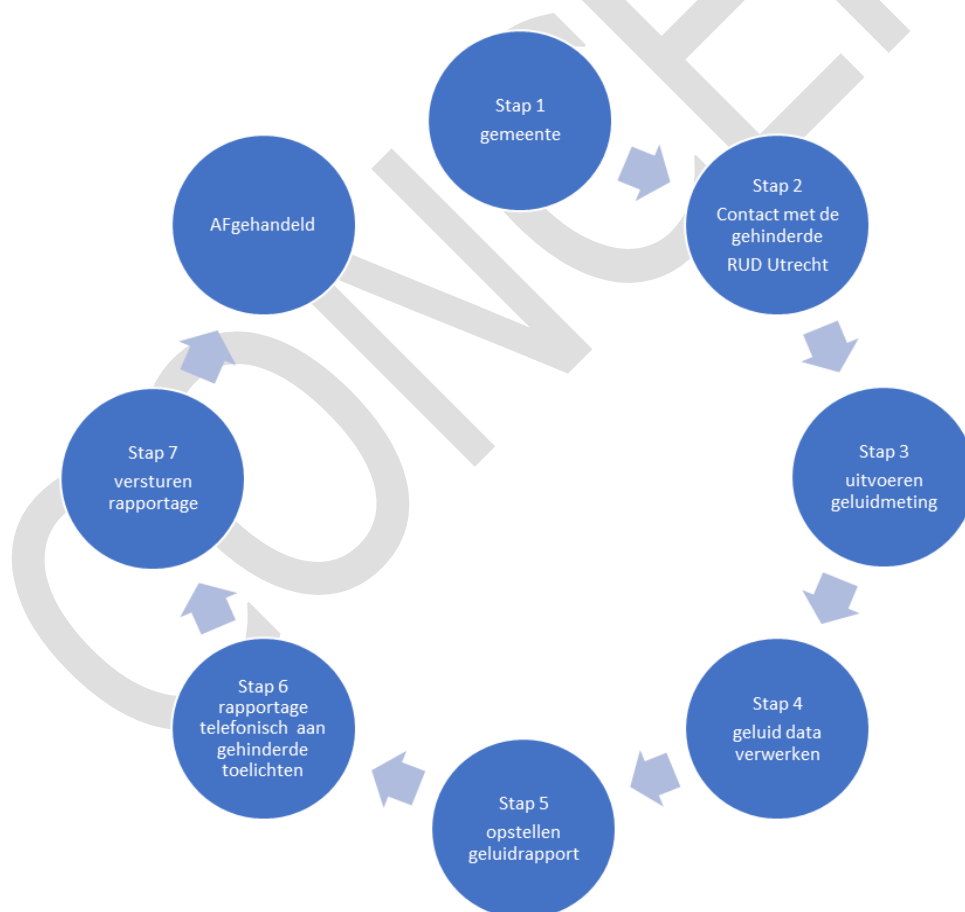 Stap 1
gemeente
Stap 2
Contact met de
gehinderde
RUD Utrecht
Stap 3
uitvoeren
geluidmeting
Stap 4
geluid data
verwerken
Stap 5
opstellen
geluidrapport
Stap 6
rapportage
telefonisch aan
gehinderde
toelichten
Stap 7
versturen
rapportage
AFgehandeld